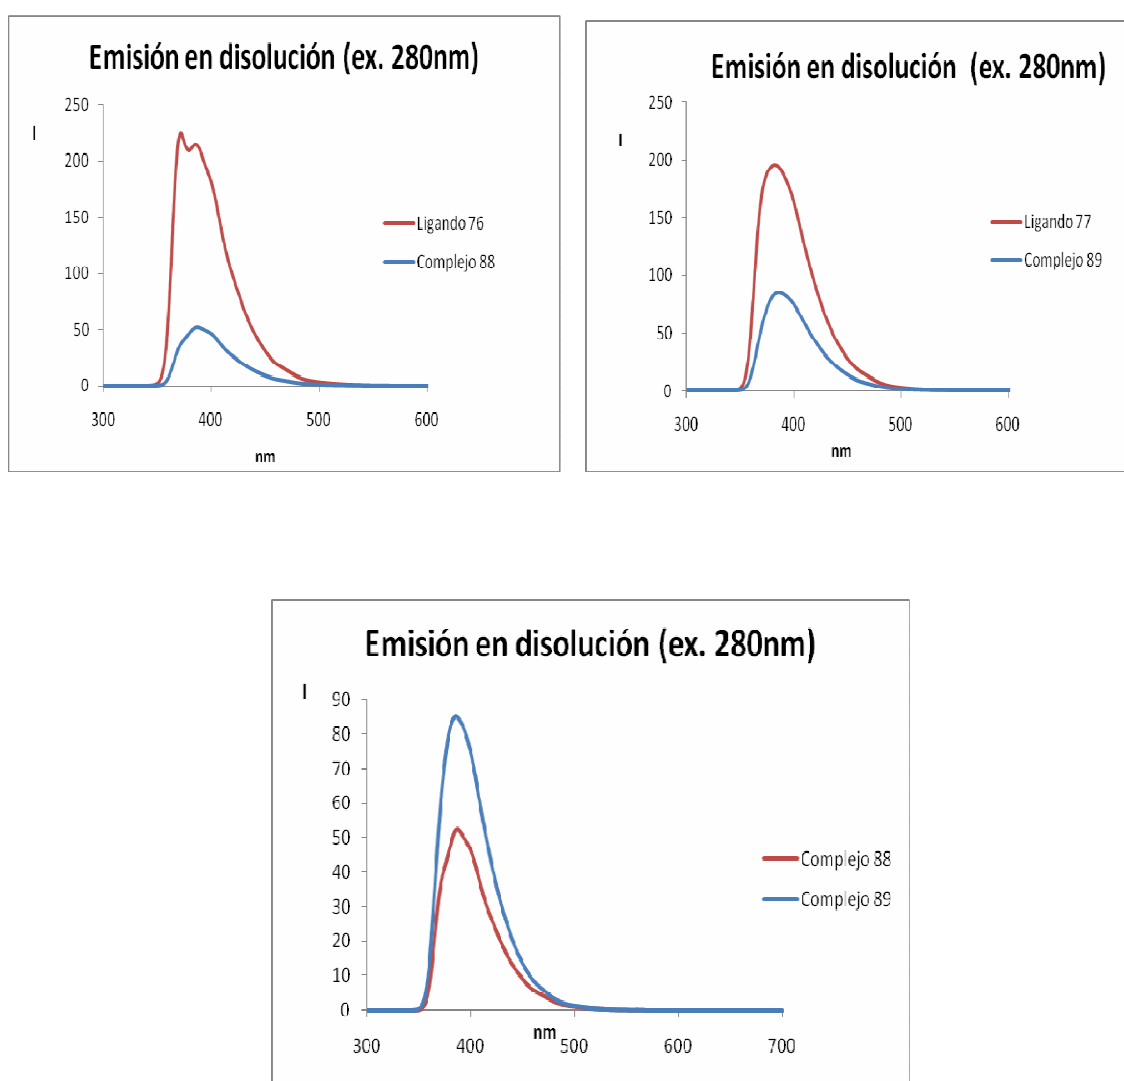 Emisión en disolución (ex. 280nm)
I
250
200
150
100
50
0
300 400 500 600
nm
Ligando 76
Complejo 88
Emisión en disolución (ex. 280nm)
I
250
200
150
100
50
0
300 400 500 600
nm
Ligando 77
Complejo 89
Emisión en disolución (ex. 280nm)
I
90
80
70
60
50
40
30
20
10
0
300 400 500 600 700
nm
Complejo 88
Complejo 89